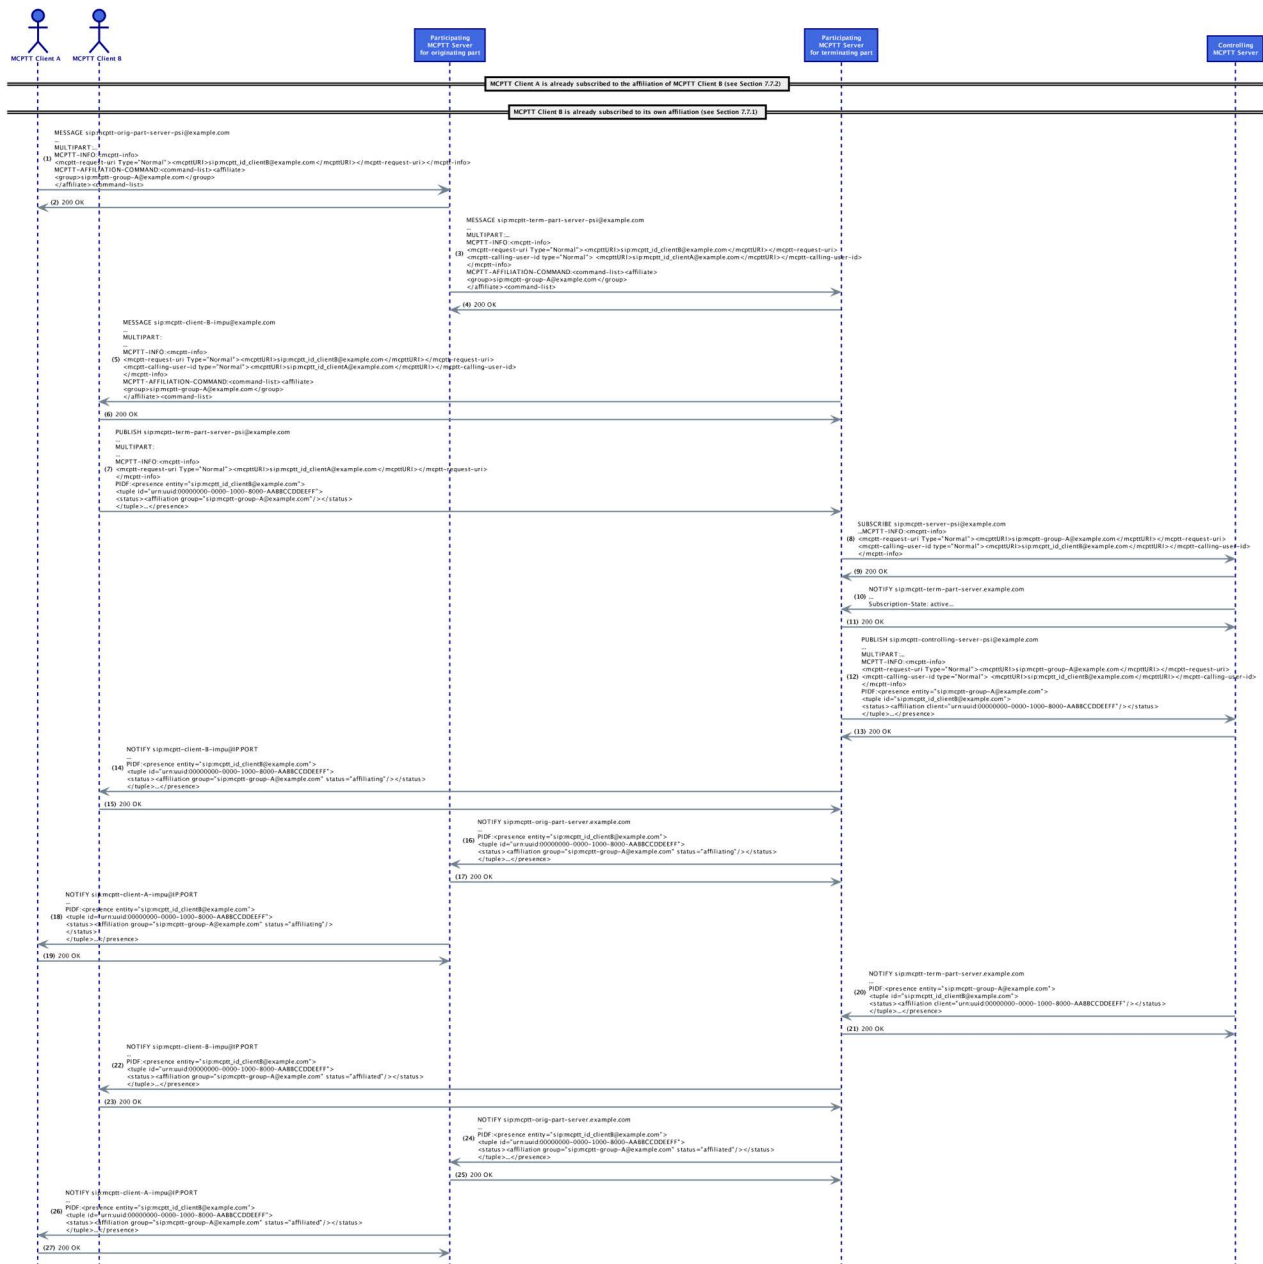 MCPTT Client A
MCPTT Client B
Participating
MCPTT Server
for originating part
Participating
MCPTT Server
for terminating part
Controlling
MCPTT Server
MCPTT Client A is already subscribed to the affiliation of MCPTT Client B (see Section 7.7.2)
MCPTT Client B is already subscribed to its own affiliation (see Section 7.7.1)
MESSAGE sip:mcptt-orig-part-server-psi@example.com
...
MULTIPART:...
(1) MCPTT-INFO:<mcptt-info>
<mcptt-request-uri Type="Normal"><mcpttURI>sip:mcptt_id_clientB@example.com</mcpttURI></mcptt-request-uri></mcptt-info>
MCPTT-AFFILIATION-COMMAND:<command-list><affiliate>
<group>sip:mcptt-group-A@example.com</group>
</affiliate><command-list>
(2) 200 OK
MESSAGE sip:mcptt-term-part-server-psi@example.com
...
MULTIPART:...
MCPTT-INFO:<mcptt-info>
<mcptt-request-uri Type="Normal"><mcpttURI>sip:mcptt_id_clientB@example.com</mcpttURI></mcptt-request-uri>
(3) <mcptt-calling-user-id type="Normal"> <mcpttURI>sip:mcptt_id_clientA@example.com</mcpttURI></mcptt-calling-user-id>
</mcptt-info>
MCPTT-AFFILIATION-COMMAND:<command-list><affiliate>
<group>sip:mcptt-group-A@example.com</group>
</affiliate><command-list>
(4) 200 OK
MESSAGE sip:mcptt-client-B-impu@example.com
...
MULTIPART:
...
MCPTT-INFO:<mcptt-info>
(5) <mcptt-request-uri Type="Normal"><mcpttURI>sip:mcptt_id_clientB@example.com</mcpttURI></mcptt-request-uri>
<mcptt-calling-user-id type="Normal"><mcpttURI>sip:mcptt_id_clientA@example.com</mcpttURI></mcptt-calling-user-id>
</mcptt-info>
MCPTT-AFFILIATION-COMMAND:<command-list><affiliate>
<group>sip:mcptt-group-A@example.com</group>
</affiliate><command-list>
(6) 200 OK
PUBLISH sip:mcptt-term-part-server-psi@example.com
...
MULTIPART:
...
MCPTT-INFO:<mcptt-info>
(7) <mcptt-request-uri Type="Normal"><mcpttURI>sip:mcptt_id_clientA@example.com</mcpttURI></mcptt-request-uri>
</mcptt-info>
PIDF:<presence entity="sip:mcptt_id_clientB@example.com">
<tuple id="urn:uuid:00000000-0000-1000-8000-AABBCCDDEEFF">
<status><affiliation group="sip:mcptt-group-A@example.com"/></status>
</tuple>...</presence>
SUBSCRIBE sip:mcptt-server-psi@example.com
...MCPTT-INFO:<mcptt-info>
(8) <mcptt-request-uri Type="Normal"><mcpttURI>sip:mcptt-group-A@example.com</mcpttURI></mcptt-request-uri>
<mcptt-calling-user-id type="Normal"><mcpttURI>sip:mcptt_id_clientB@example.com</mcpttURI></mcptt-calling-user-id>
</mcptt-info>
(9) 200 OK
NOTIFY sip:mcptt-term-part-server.example.com
(10) ...
Subscription-State: active...
(11) 200 OK
PUBLISH sip:mcptt-controlling-server-psi@example.com
...
MULTIPART:...
MCPTT-INFO:<mcptt-info>
<mcptt-request-uri Type="Normal"><mcpttURI>sip:mcptt-group-A@example.com</mcpttURI></mcptt-request-uri>
(12) <mcptt-calling-user-id type="Normal"> <mcpttURI>sip:mcptt_id_clientB@example.com</mcpttURI></mcptt-calling-user-id>
</mcptt-info>
PIDF:<presence entity="sip:mcptt-group-A@example.com">
<tuple id="sip:mcptt_id_clientB@example.com">
<status><affiliation client="urn:uuid:00000000-0000-1000-8000-AABBCCDDEEFF"/></status>
</tuple>...</presence>
(13) 200 OK
NOTIFY sip:mcptt-client-B-impu@IP:PORT
...
(14) PIDF:<presence entity="sip:mcptt_id_clientB@example.com">
<tuple id="urn:uuid:00000000-0000-1000-8000-AABBCCDDEEFF">
<status><affiliation group="sip:mcptt-group-A@example.com" status="affiliating"/></status>
</tuple>...</presence>
(15) 200 OK
NOTIFY sip:mcptt-orig-part-server.example.com
...
(16) PIDF:<presence entity="sip:mcptt_id_clientB@example.com">
<tuple id="urn:uuid:00000000-0000-1000-8000-AABBCCDDEEFF">
<status><affiliation group="sip:mcptt-group-A@example.com" status="affiliating"/></status>
</tuple>...</presence>
(17) 200 OK
NOTIFY sip:mcptt-client-A-impu@IP:PORT
...
PIDF:<presence entity="sip:mcptt_id_clientB@example.com">
(18) <tuple id="urn:uuid:00000000-0000-1000-8000-AABBCCDDEEFF">
<status><affiliation group="sip:mcptt-group-A@example.com" status="affiliating"/>
</status>
</tuple>...</presence>
(19) 200 OK
NOTIFY sip:mcptt-term-part-server.example.com
...
(20) PIDF:<presence entity="sip:mcptt-group-A@example.com">
<tuple id="sip:mcptt_id_clientB@example.com">
<status><affiliation client="urn:uuid:00000000-0000-1000-8000-AABBCCDDEEFF"/></status>
</tuple>...</presence>
(21) 200 OK
NOTIFY sip:mcptt-client-B-impu@IP:PORT
...
(22) PIDF:<presence entity="sip:mcptt_id_clientB@example.com">
<tuple id="urn:uuid:00000000-0000-1000-8000-AABBCCDDEEFF">
<status><affiliation group="sip:mcptt-group-A@example.com" status="affiliated"/></status>
</tuple>...</presence>
(23) 200 OK
NOTIFY sip:mcptt-orig-part-server.example.com
...
(24) PIDF:<presence entity="sip:mcptt_id_clientB@example.com">
<tuple id="urn:uuid:00000000-0000-1000-8000-AABBCCDDEEFF">
<status><affiliation group="sip:mcptt-group-A@example.com" status="affiliated"/></status>
</tuple>...</presence>
(25) 200 OK
NOTIFY sip:mcptt-client-A-impu@IP:PORT
...
(26) PIDF:<presence entity="sip:mcptt_id_clientB@example.com">
<tuple id="urn:uuid:00000000-0000-1000-8000-AABBCCDDEEFF">
<status><affiliation group="sip:mcptt-group-A@example.com" status="affiliated"/></status>
</tuple>...</presence>
(27) 200 OK